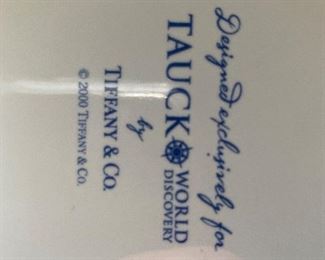 Designed exclusively for
TAUCK WORLD DISCOVERY
by
TIFFANY & CO.
© 2000 TIFFANY & CO.